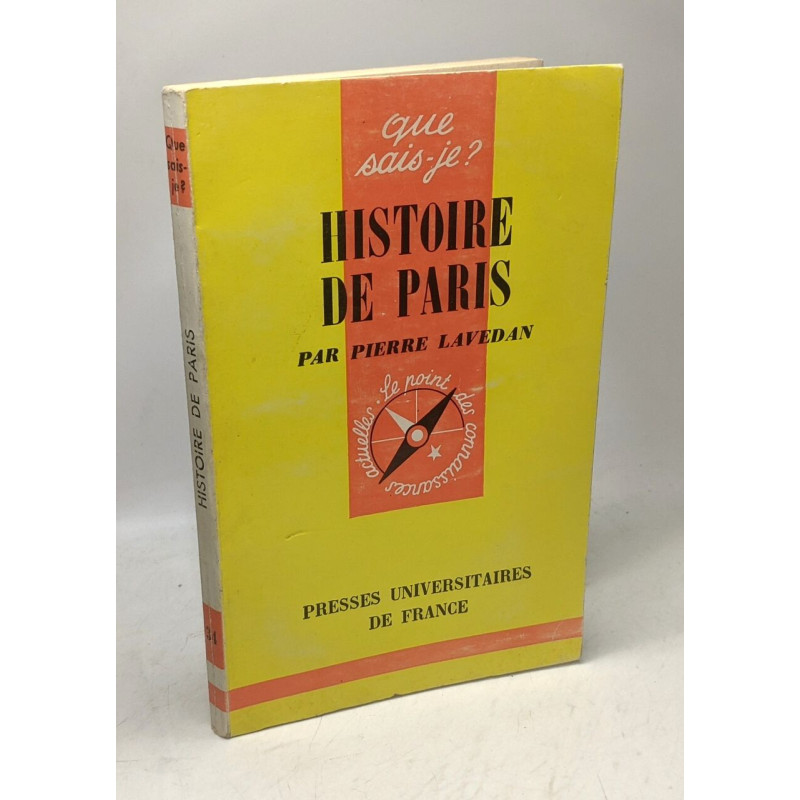 Que
sais-
je?
HISTOIRE DE PARIS
34
que
sais-je?
HISTOIRE
DE PARIS
PAR PIERRE LAVEDAN
Le point des connaissances actuelles
PRESSES UNIVERSITAIRES
DE FRANCE